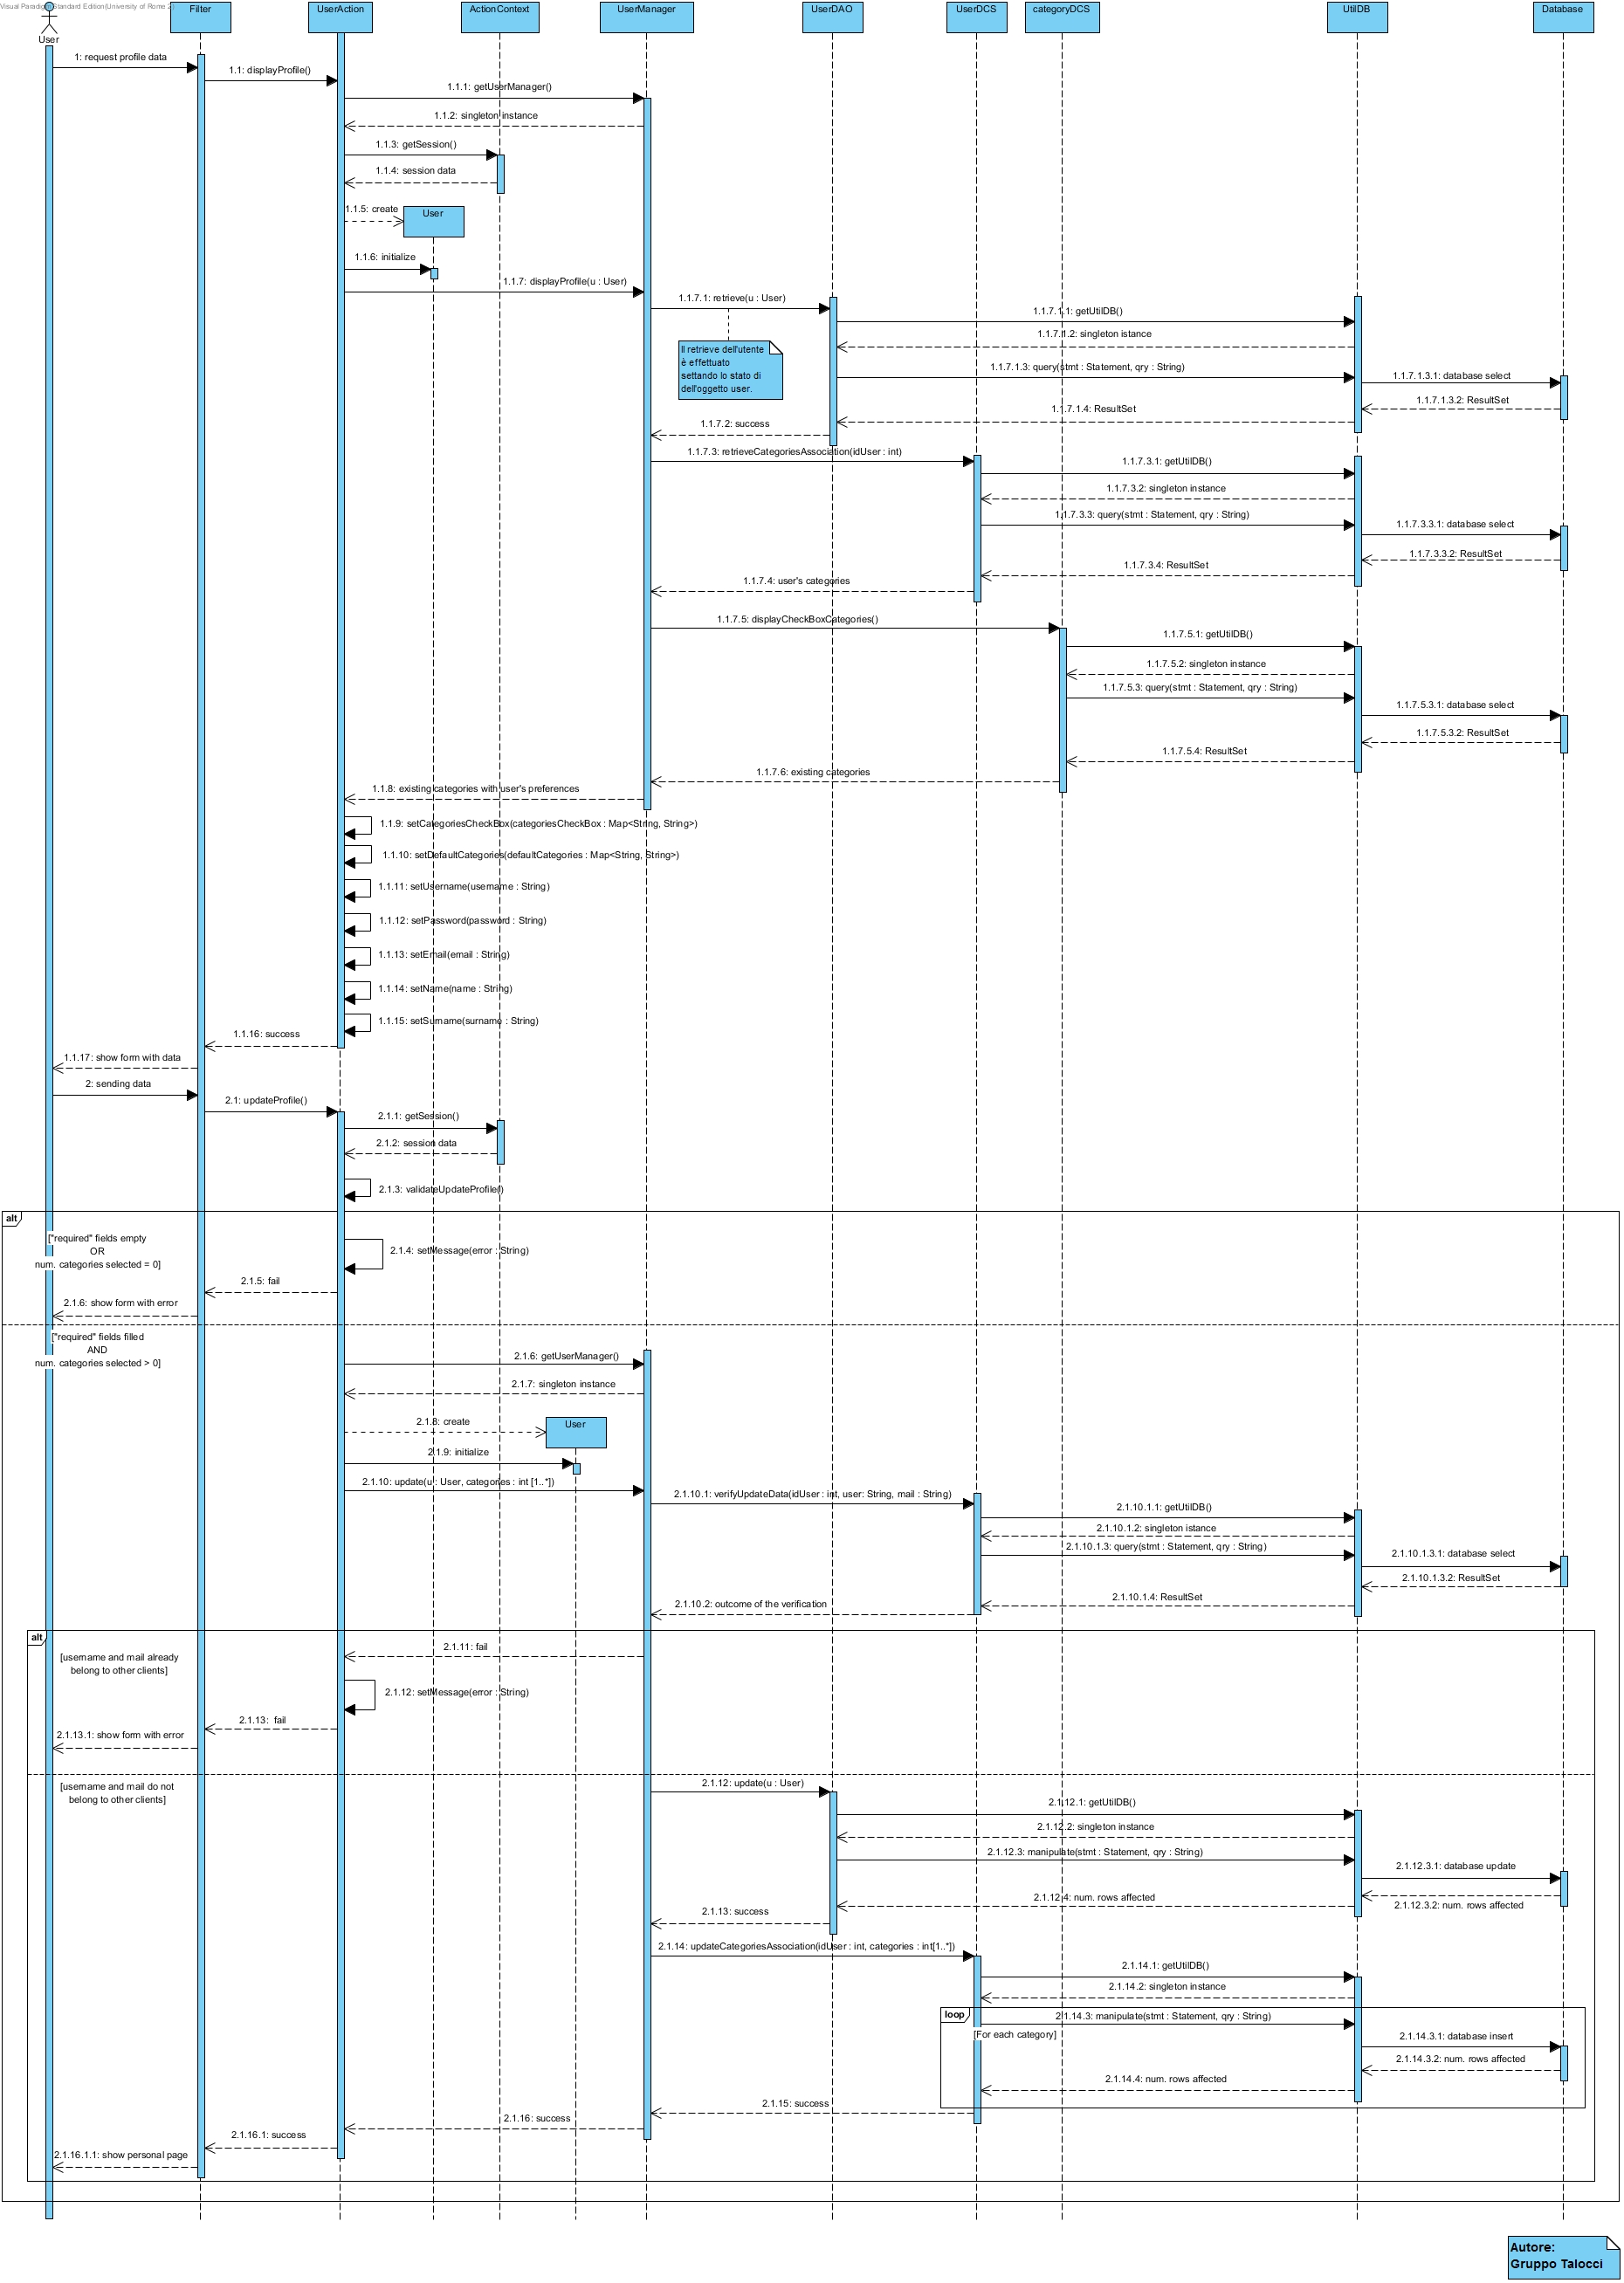 Visual Paradigm Standard Edition(University of Rome 2)
User
Filter
UserAction
ActionContext
UserManager
UserDAO
UserDCS
categoryDCS
UtilDB
Database
1: request profile data
1.1: displayProfile()
1.1.1: getUserManager()
1.1.2: singleton instance
1.1.3: getSession()
1.1.4: session data
1.1.5: create
User
1.1.6: initialize
1.1.7: displayProfile(u : User)
1.1.7.1: retrieve(u : User)
1.1.7.1.1: getUtilDB()
1.1.7.1.2: singleton istance
Il retrieve dell'utente
è effettuato
settando lo stato di
dell'oggetto user.
1.1.7.1.3: query(stmt : Statement, qry : String)
1.1.7.1.3.1: database select
1.1.7.1.3.2: ResultSet
1.1.7.1.4: ResultSet
1.1.7.2: success
1.1.7.3: retrieveCategoriesAssociation(idUser : int)
1.1.7.3.1: getUtilDB()
1.1.7.3.2: singleton instance
1.1.7.3.3: query(stmt : Statement, qry : String)
1.1.7.3.3.1: database select
1.1.7.3.3.2: ResultSet
1.1.7.3.4: ResultSet
1.1.7.4: user's categories
1.1.7.5: displayCheckBoxCategories()
1.1.7.5.1: getUtilDB()
1.1.7.5.2: singleton instance
1.1.7.5.3: query(stmt : Statement, qry : String)
1.1.7.5.3.1: database select
1.1.7.5.3.2: ResultSet
1.1.7.5.4: ResultSet
1.1.7.6: existing categories
1.1.8: existing categories with user's preferences
1.1.9: setCategoriesCheckBox(categoriesCheckBox : Map<String, String>)
1.1.10: setDefaultCategories(defaultCategories : Map<String, String>)
1.1.11: setUsername(username : String)
1.1.12: setPassword(password : String)
1.1.13: setEmail(email : String)
1.1.14: setName(name : String)
1.1.15: setSurname(surname : String)
1.1.16: success
1.1.17: show form with data
2: sending data
2.1: updateProfile()
2.1.1: getSession()
2.1.2: session data
2.1.3: validateUpdateProfile()
alt
["required" fields empty
OR
num. categories selected = 0]
2.1.4: setMessage(error : String)
2.1.5: fail
2.1.6: show form with error
["required" fields filled
AND
num. categories selected > 0]
2.1.6: getUserManager()
2.1.7: singleton instance
2.1.8: create
User
2.1.9: initialize
2.1.10: update(u : User, categories : int [1..*])
2.1.10.1: verifyUpdateData(idUser : int, user: String, mail : String)
2.1.10.1.1: getUtilDB()
2.1.10.1.2: singleton istance
2.1.10.1.3: query(stmt : Statement, qry : String)
2.1.10.1.3.1: database select
2.1.10.1.3.2: ResultSet
2.1.10.1.4: ResultSet
2.1.10.2: outcome of the verification
alt
[username and mail already
belong to other clients]
2.1.11: fail
2.1.12: setMessage(error : String)
2.1.13:  fail
2.1.13.1: show form with error
[username and mail do not
belong to other clients]
2.1.12: update(u : User)
2.1.12.1: getUtilDB()
2.1.12.2: singleton instance
2.1.12.3: manipulate(stmt : Statement, qry : String)
2.1.12.3.1: database update
2.1.12.3.2: num. rows affected
2.1.12.4: num. rows affected
2.1.13: success
2.1.14: updateCategoriesAssociation(idUser : int, categories : int[1..*])
2.1.14.1: getUtilDB()
2.1.14.2: singleton instance
loop
[For each category]
2.1.14.3: manipulate(stmt : Statement, qry : String)
2.1.14.3.1: database insert
2.1.14.3.2: num. rows affected
2.1.14.4: num. rows affected
2.1.15: success
2.1.16: success
2.1.16.1: success
2.1.16.1.1: show personal page
Autore:
Gruppo Talocci